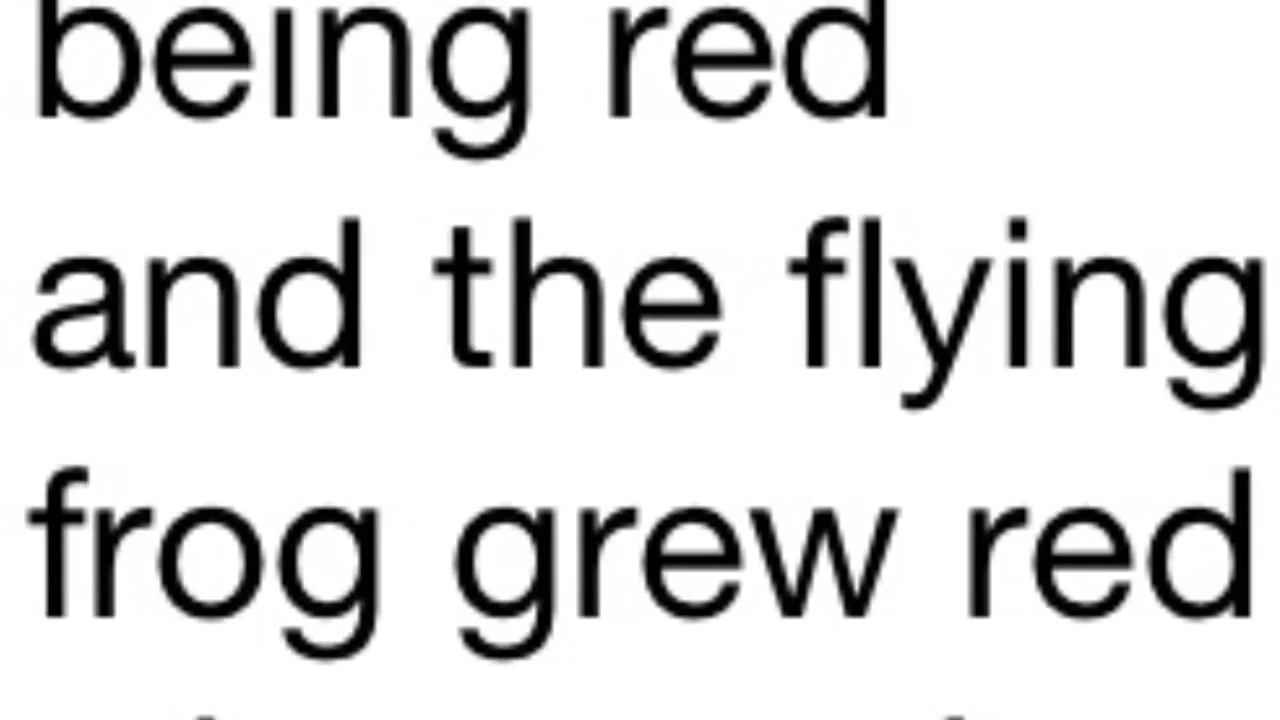 being red
and the flying
frog grew red